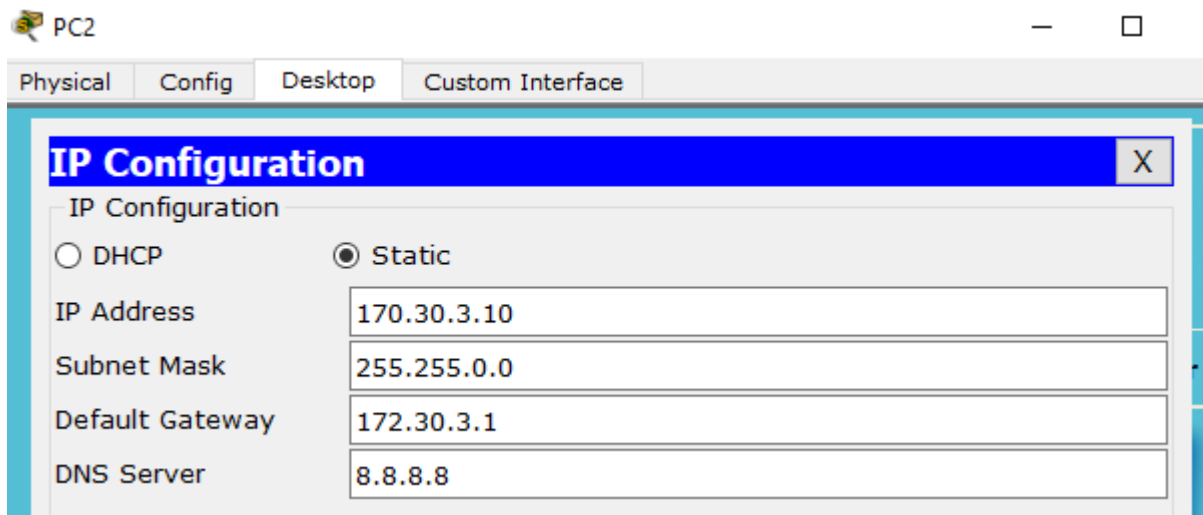 PC2
Physical Config Desktop Custom Interface
IP Configuration X
IP Configuration
DHCP Static
IP Address 170.30.3.10
Subnet Mask 255.255.0.0
Default Gateway 172.30.3.1
DNS Server 8.8.8.8